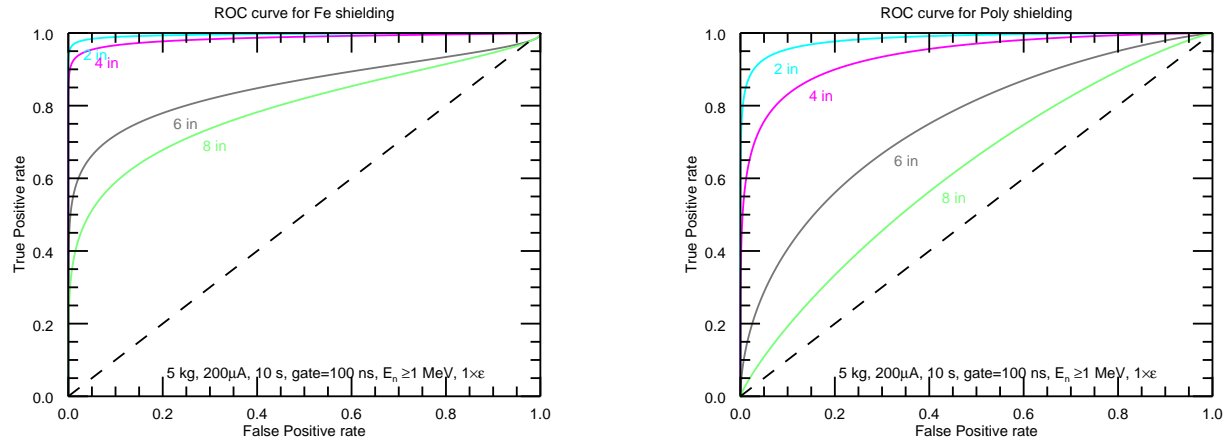 ROC curve for Fe shielding
1.0
0.8
0.6
0.4
0.2
0.0
True Positive rate
2 in
4 in
6 in
8 in
5 kg, 200μA, 10 s, gate=100 ns, Eₙ ≥1 MeV, 1×ε
0.0 0.2 0.4 0.6 0.8 1.0
False Positive rate
ROC curve for Poly shielding
1.0
0.8
0.6
0.4
0.2
0.0
True Positive rate
2 in
4 in
6 in
8 in
5 kg, 200μA, 10 s, gate=100 ns, Eₙ ≥1 MeV, 1×ε
0.0 0.2 0.4 0.6 0.8 1.0
False Positive rate